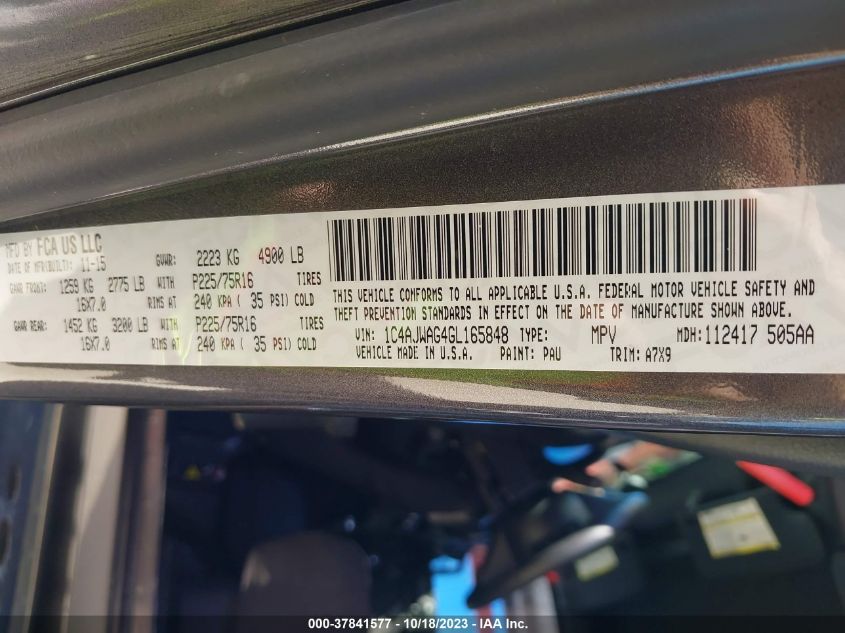 MFD BY FCA US LLC
DATE OF MFR(BUILT): 11-15 GVWR: 2223 KG 4900 LB
GAWR FRONT: 1259 KG 2775 LB WITH P225/75R16 TIRES
16X7.0 RIMS AT 240 KPA ( 35 PSI) COLD
GAWR REAR: 1452 KG 3200 LB WITH P225/75R16 TIRES
16X7.0 RIMS AT 240 KPA ( 35 PSI) COLD
THIS VEHICLE CONFORMS TO ALL APPLICABLE U.S.A. FEDERAL MOTOR VEHICLE SAFETY AND
THEFT PREVENTION STANDARDS IN EFFECT ON THE DATE OF MANUFACTURE SHOWN ABOVE.
VIN: 1C4AJWAG4GL165848 TYPE: MPV MDH: 112417 505AA
VEHICLE MADE IN U.S.A. PAINT: PAU TRIM: A7X9
000-37841577 - 10/18/2023 - IAA Inc.